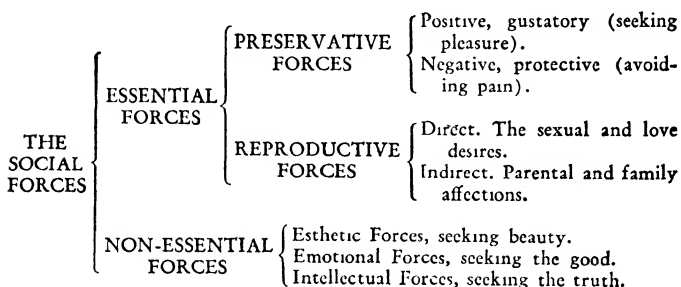 THE
SOCIAL
FORCES
ESSENTIAL
FORCES
PRESERVATIVE
FORCES
Positive, gustatory (seeking
pleasure).
Negative, protective (avoid-
ing pain).
REPRODUCTIVE
FORCES
Direct. The sexual and love
desires.
Indirect. Parental and family
affections.
NON-ESSENTIAL
FORCES
Esthetic Forces, seeking beauty.
Emotional Forces, seeking the good.
Intellectual Forces, seeking the truth.